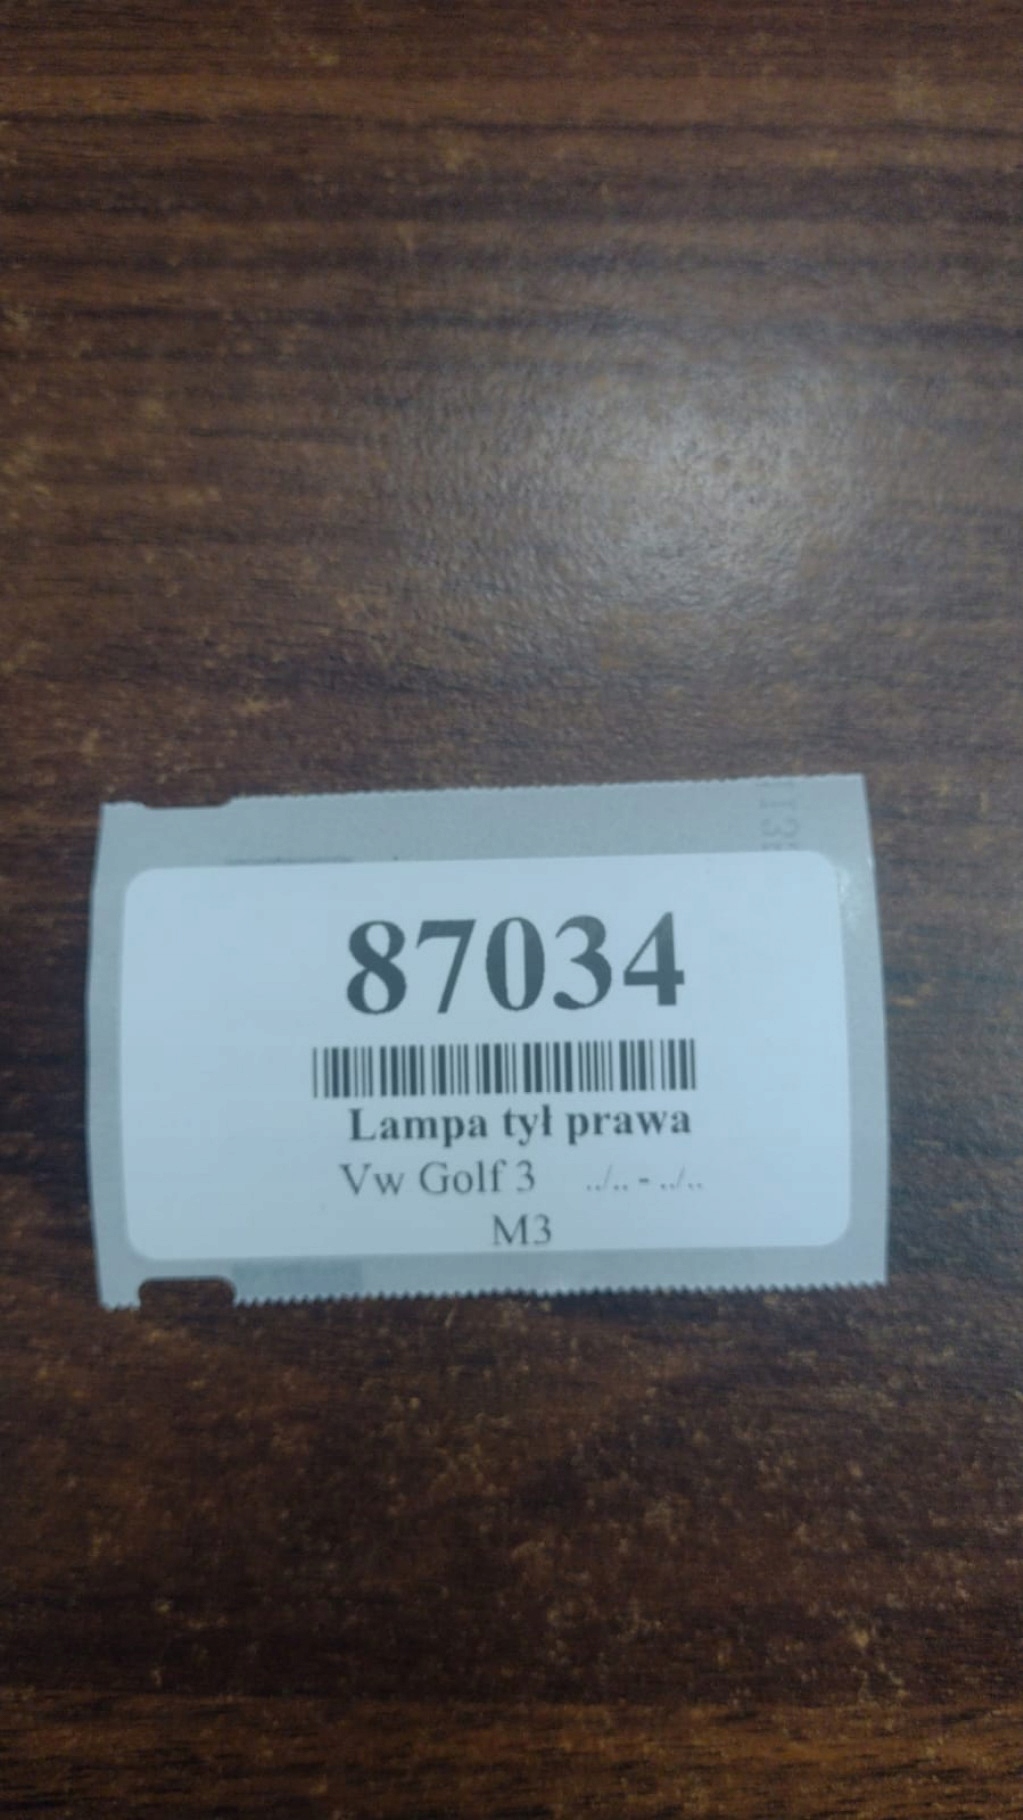 87034
Lampa tył prawa
Vw Golf 3 ../.. - ../..
M3